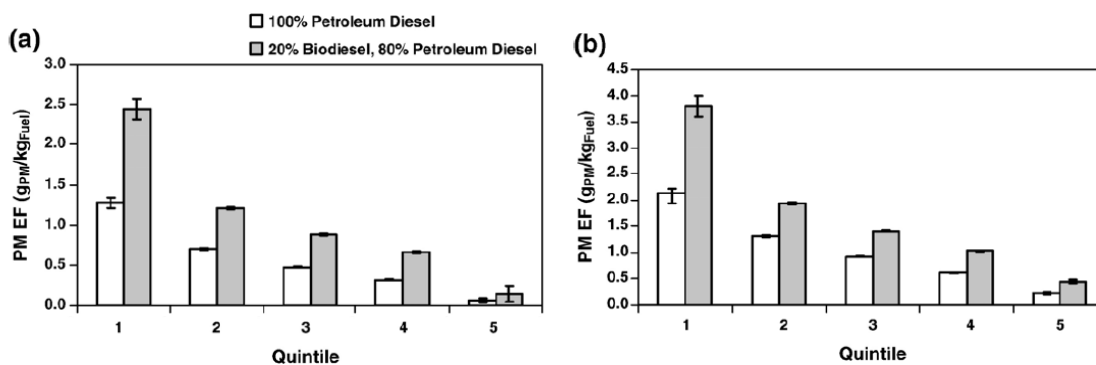 100% Petroleum Diesel
20% Biodiesel, 80% Petroleum Diesel
(a)
PM EF (gPM/kgFuel)
3.0
2.5
2.0
1.5
1.0
0.5
0.0
1 2 3 4 5
Quintile
(b)
PM EF (gPM/kgFuel)
4.5
4.0
3.5
3.0
2.5
2.0
1.5
1.0
0.5
0.0
1 2 3 4 5
Quintile